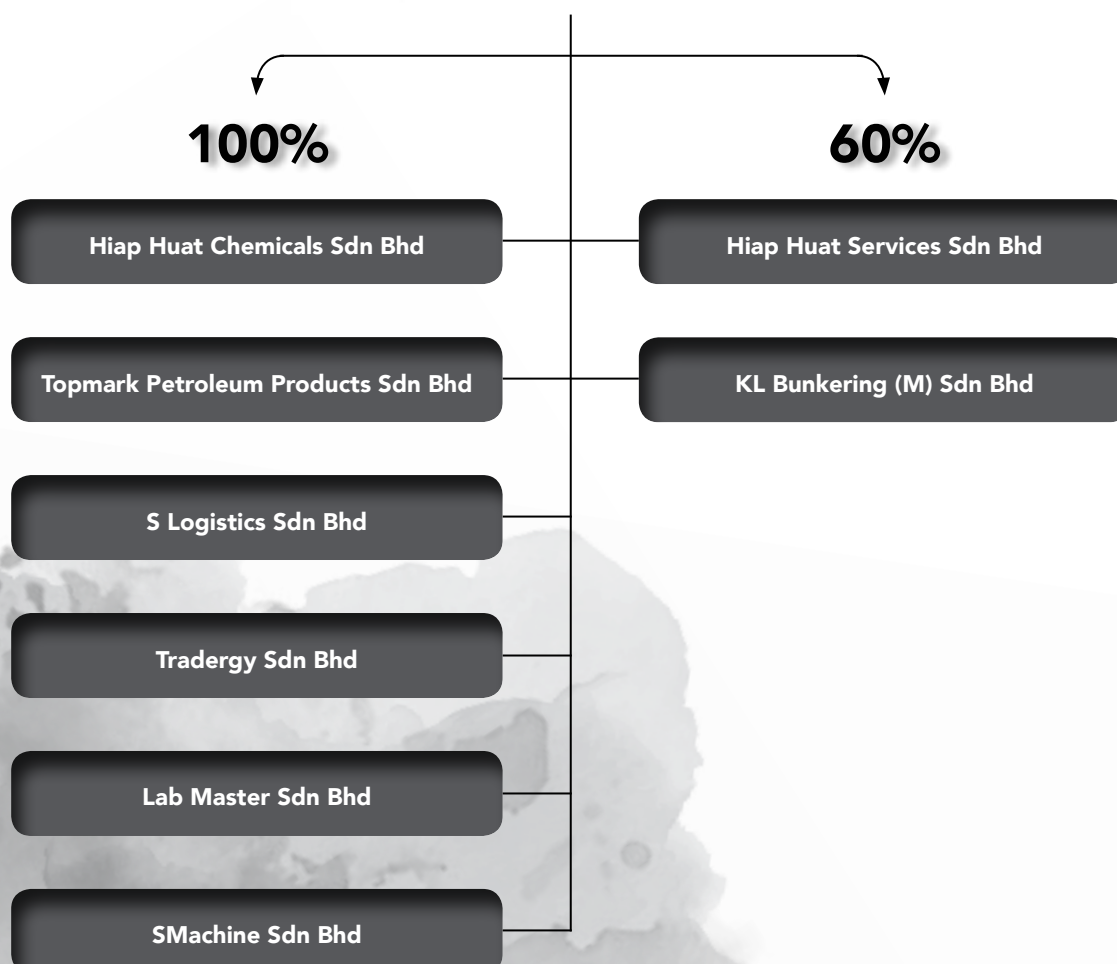 100%
Hiap Huat Chemicals Sdn Bhd
Topmark Petroleum Products Sdn Bhd
S Logistics Sdn Bhd
Tradergy Sdn Bhd
Lab Master Sdn Bhd
SMachine Sdn Bhd
60%
Hiap Huat Services Sdn Bhd
KL Bunkering (M) Sdn Bhd